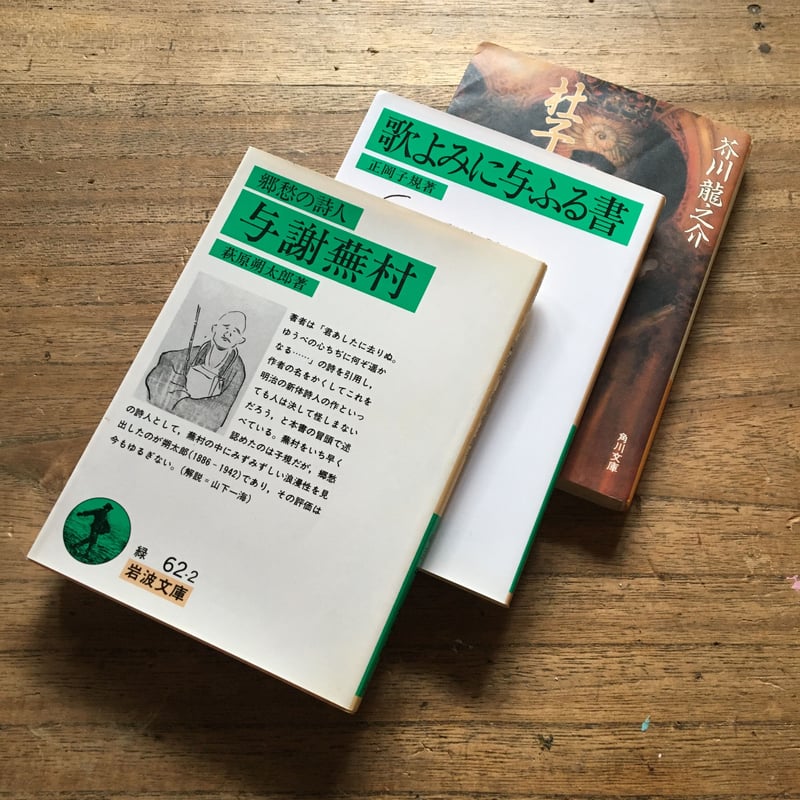 郷愁の詩人
与謝蕪村
萩原朔太郎著
著者は「君あしたに去りぬ。
ゆうべの心ちぢに何ぞ遥か
なる……」の詩を引用し,
作者の名をかくしてこれを
明治の新体詩人の作といっ
ても人は決して怪しまない
だろう,と本書の冒頭で述
べている。蕪村をいち早く
認めたのは子規だが,郷愁
の詩人として,蕪村の中にみずみずしい浪漫性を見
出したのが朔太郎(1886-1942)であり,その評価は
今もゆるぎない。(解説=山下一海)
緑 62-2
岩波文庫
歌よみに与ふる書
正岡子規著
杜子
芥川龍之介
角川文庫